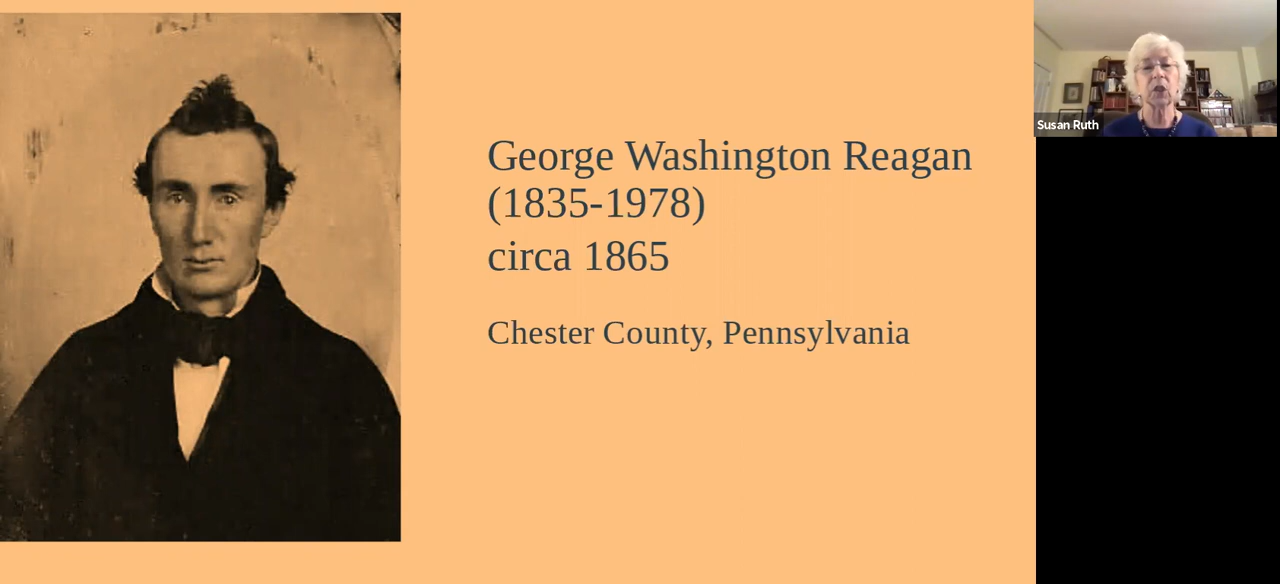 George Washington Reagan
(1835-1978)
circa 1865
Chester County, Pennsylvania
Susan Ruth